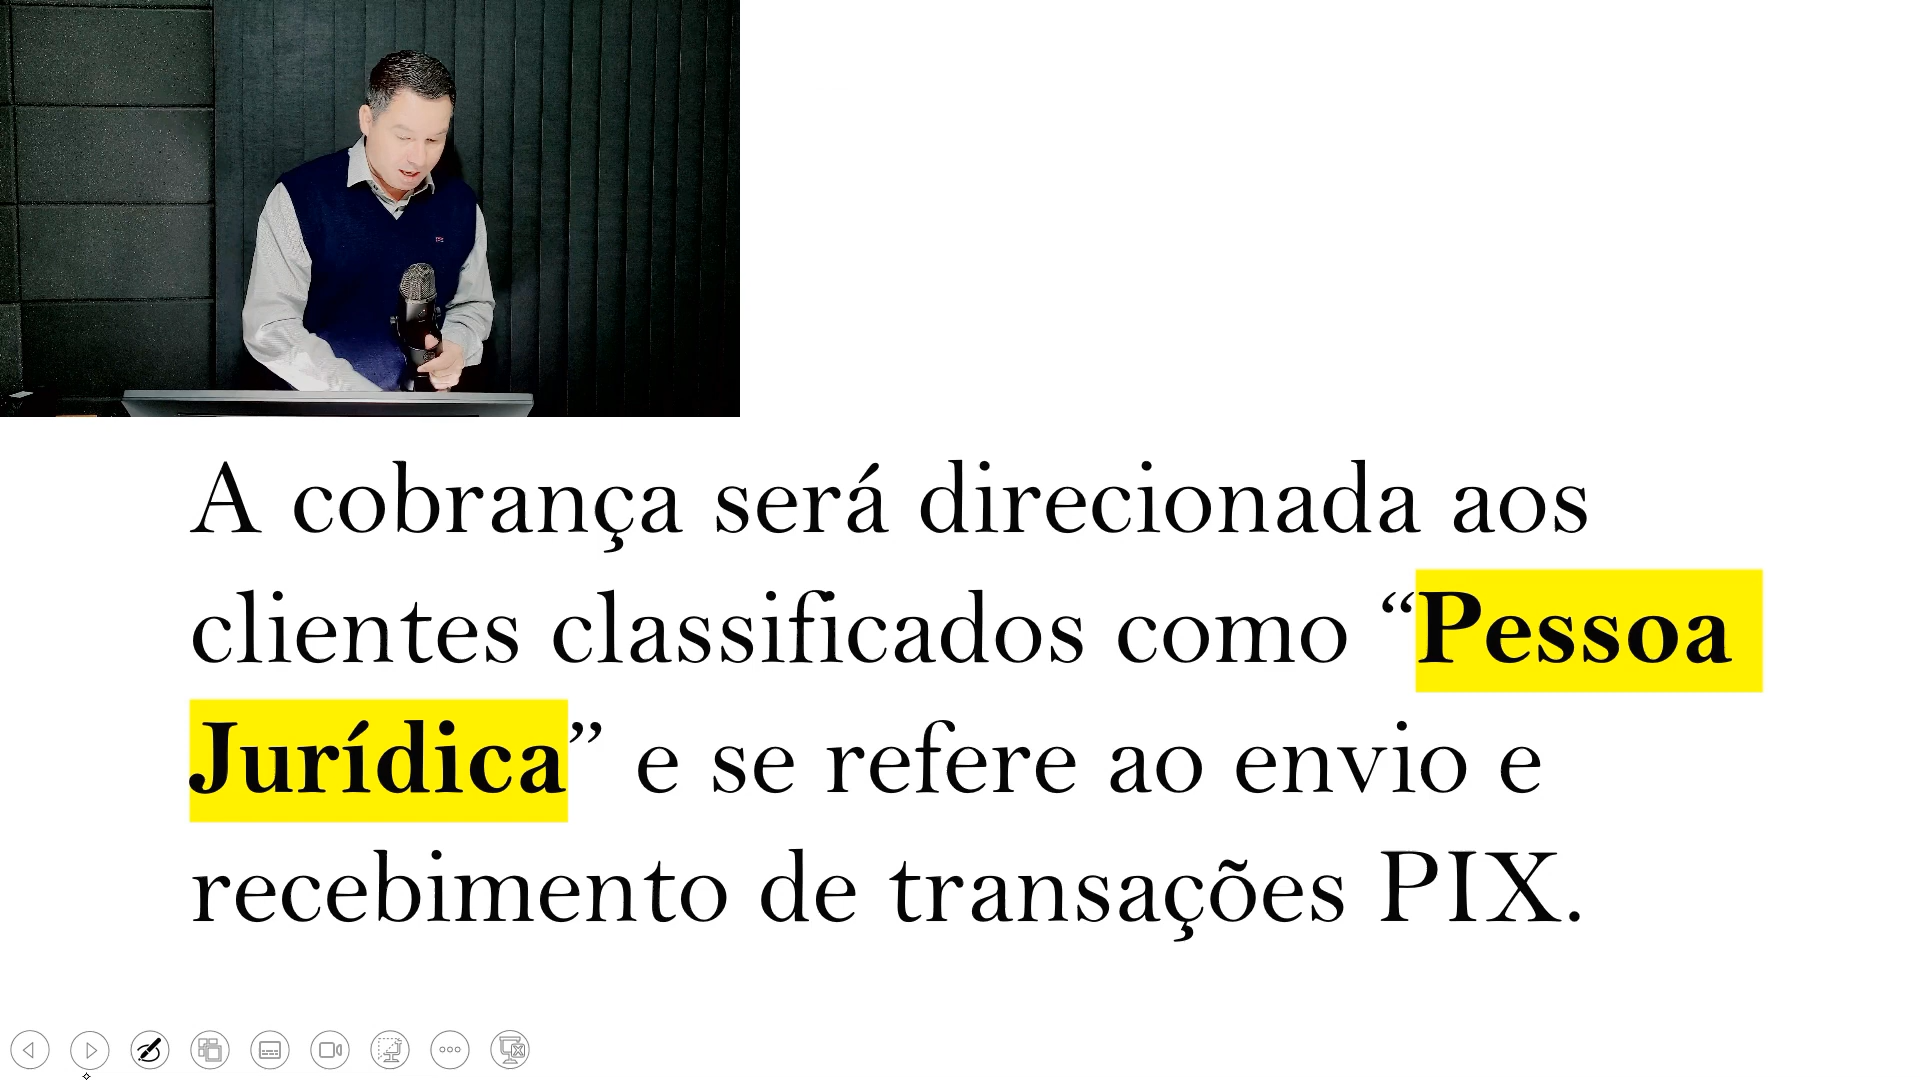 A cobrança será direcionada aos
clientes classificados como “Pessoa
Jurídica” e se refere ao envio e
recebimento de transações PIX.